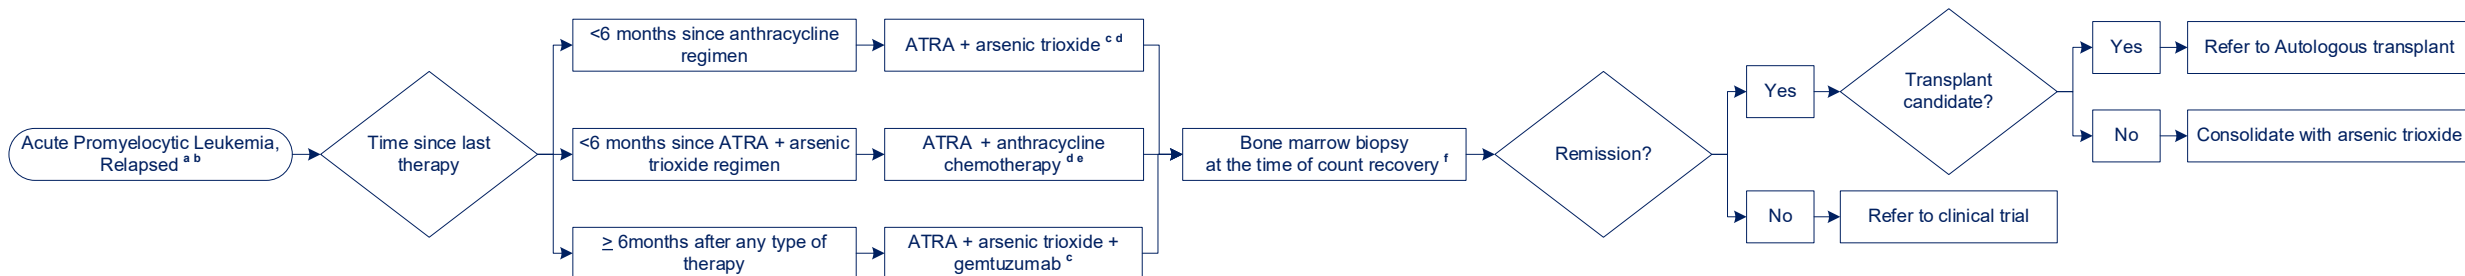 Acute Promyelocytic Leukemia,
Relapsed a b
Time since last
therapy
<6 months since anthracycline
regimen
ATRA + arsenic trioxide c d
<6 months since ATRA + arsenic
trioxide regimen
ATRA + anthracycline
chemotherapy d e
≥ 6months after any type of
therapy
ATRA + arsenic trioxide +
gemtuzumab c
Bone marrow biopsy
at the time of count recovery f
Remission?
Yes
Transplant
candidate?
Yes
Refer to Autologous transplant
No
Consolidate with arsenic trioxide
No
Refer to clinical trial